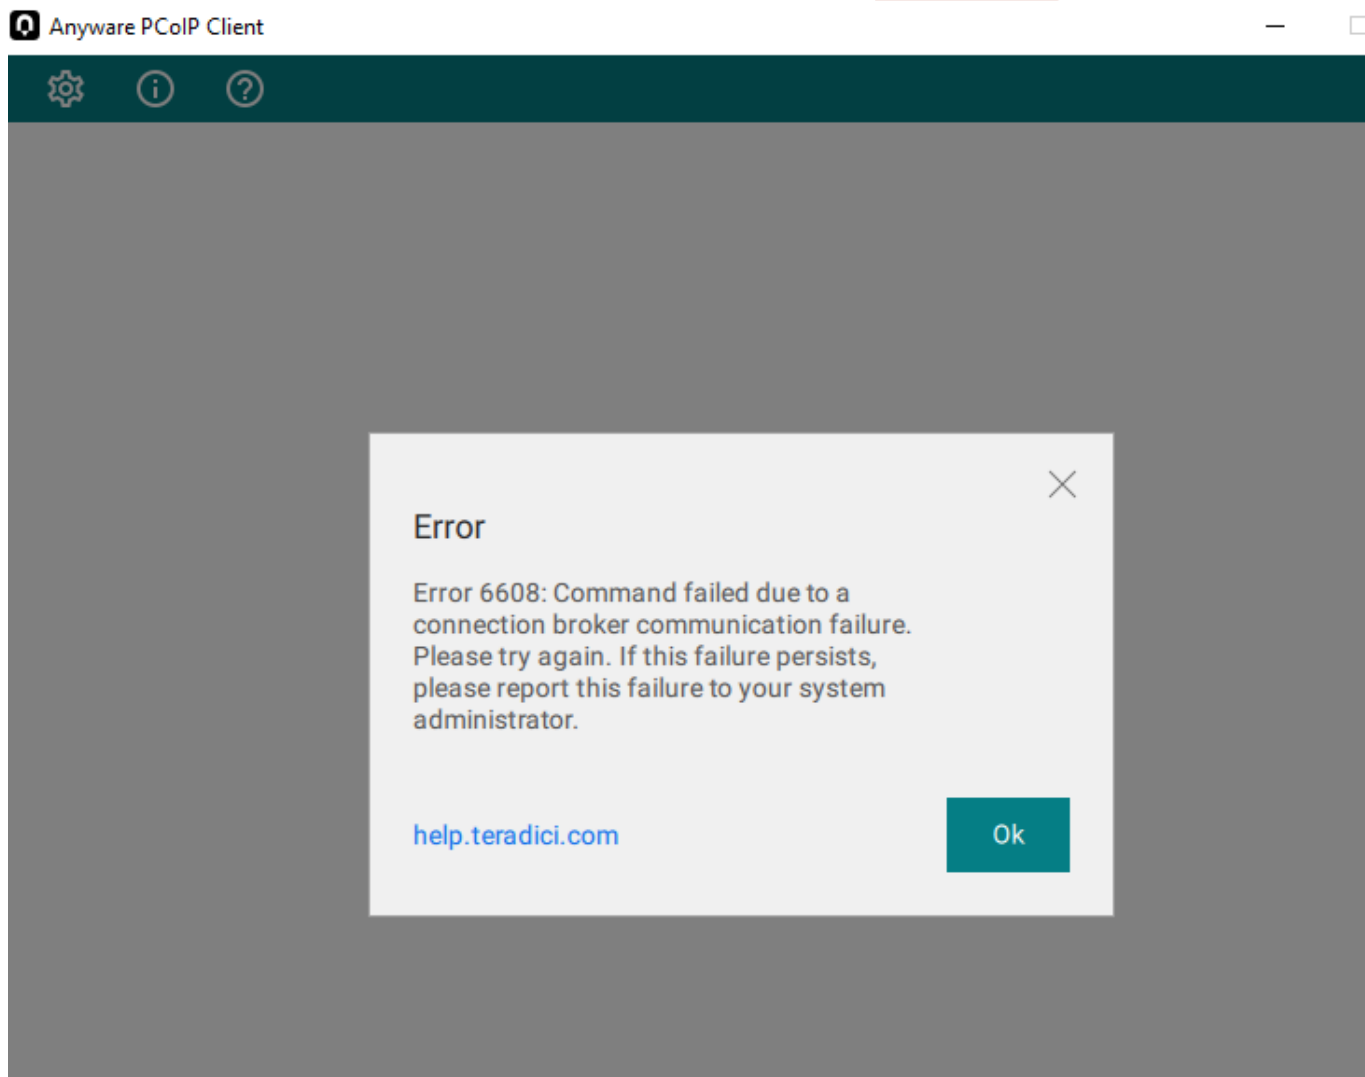 Anyware PCoIP Client
Error
Error 6608: Command failed due to a
connection broker communication failure.
Please try again. If this failure persists,
please report this failure to your system
administrator.
help.teradici.com
Ok